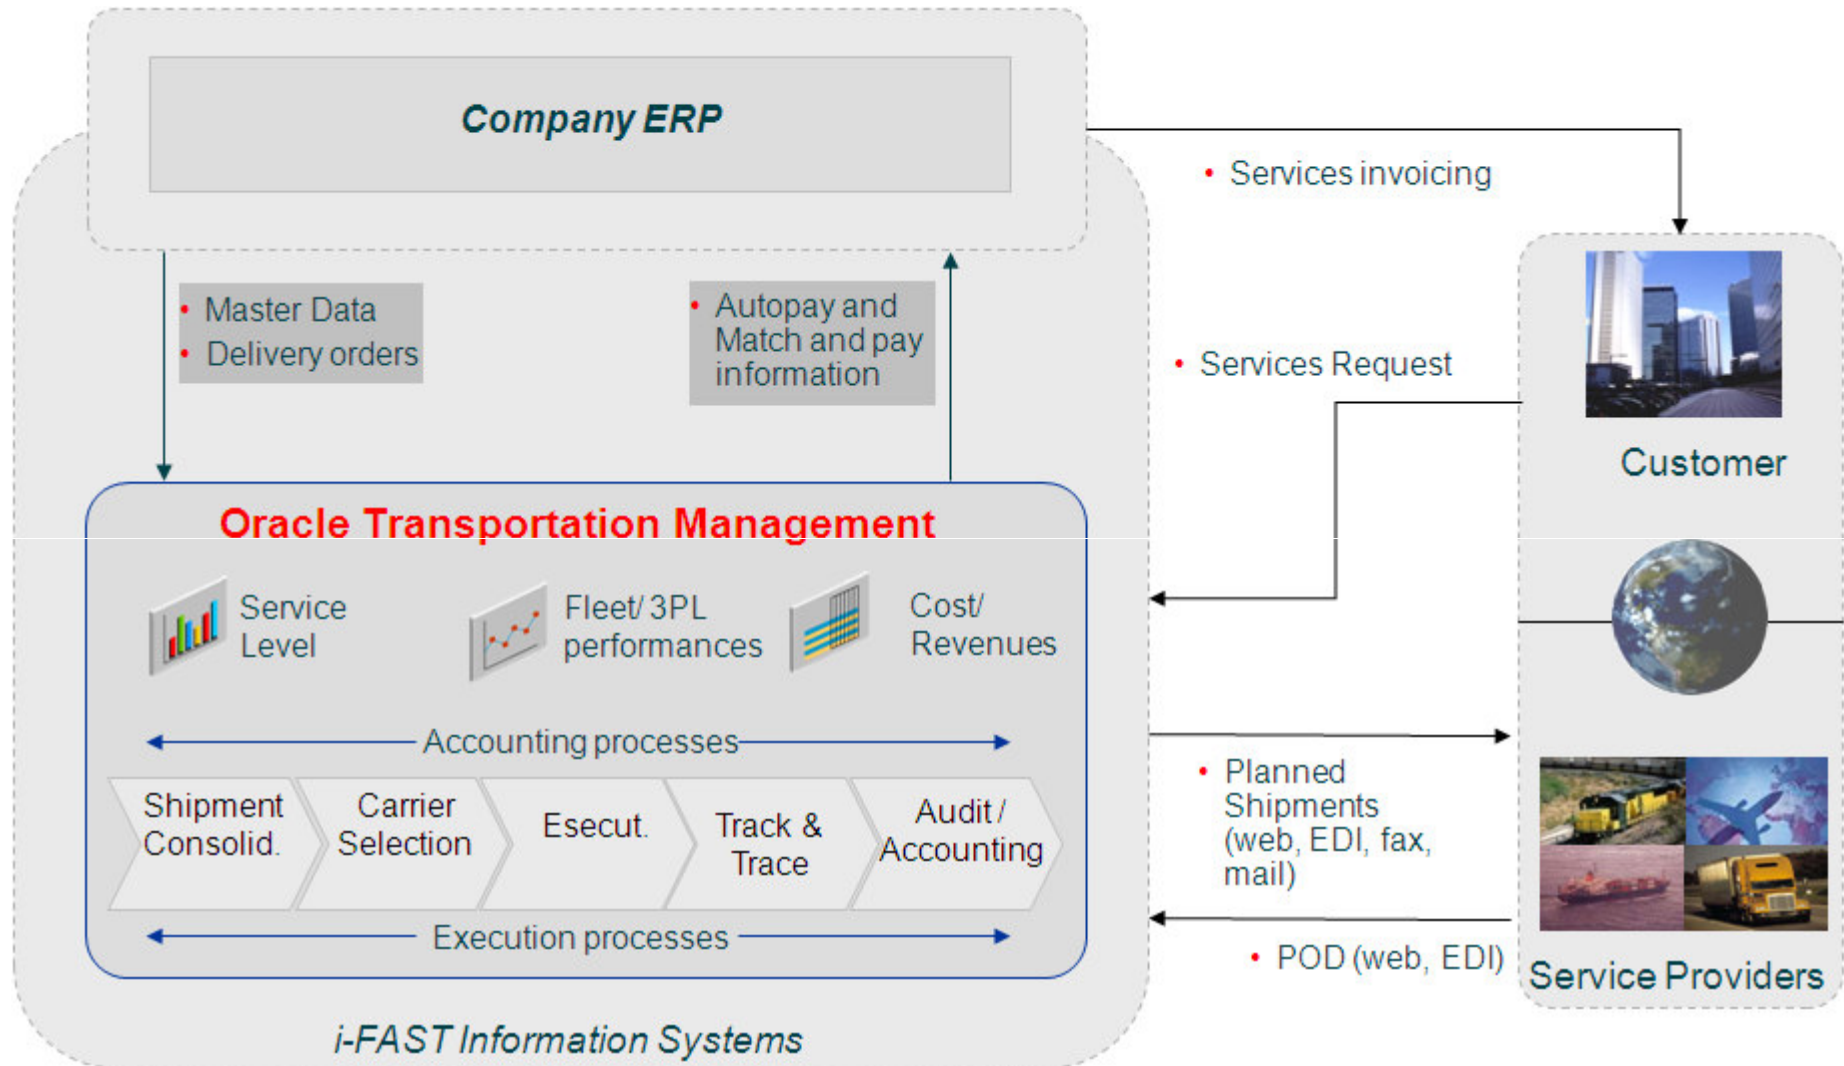 Company ERP
• Services invoicing
• Master Data
• Delivery orders
• Autopay and
Match and pay
information
• Services Request
Customer
Oracle Transportation Management
Service
Level
Fleet/ 3PL
performances
Cost/
Revenues
Accounting processes
Shipment
Consolid.
Carrier
Selection
Esecut.
Track &
Trace
Audit /
Accounting
Execution processes
• Planned
Shipments
(web, EDI, fax,
mail)
• POD (web, EDI)
Service Providers
i-FAST Information Systems